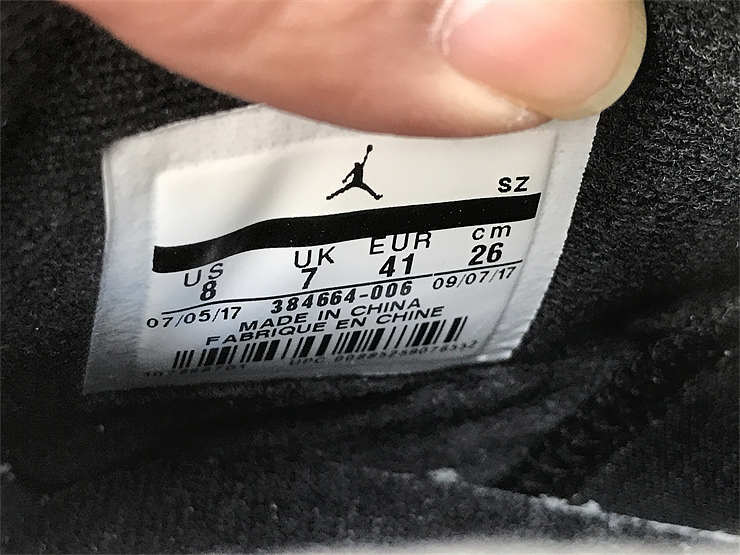 SZ
US UK EUR cm
8 7 41 26
07/05/17 384664-006 09/07/17
MADE IN CHINA
FABRIQUE EN CHINE
UPC